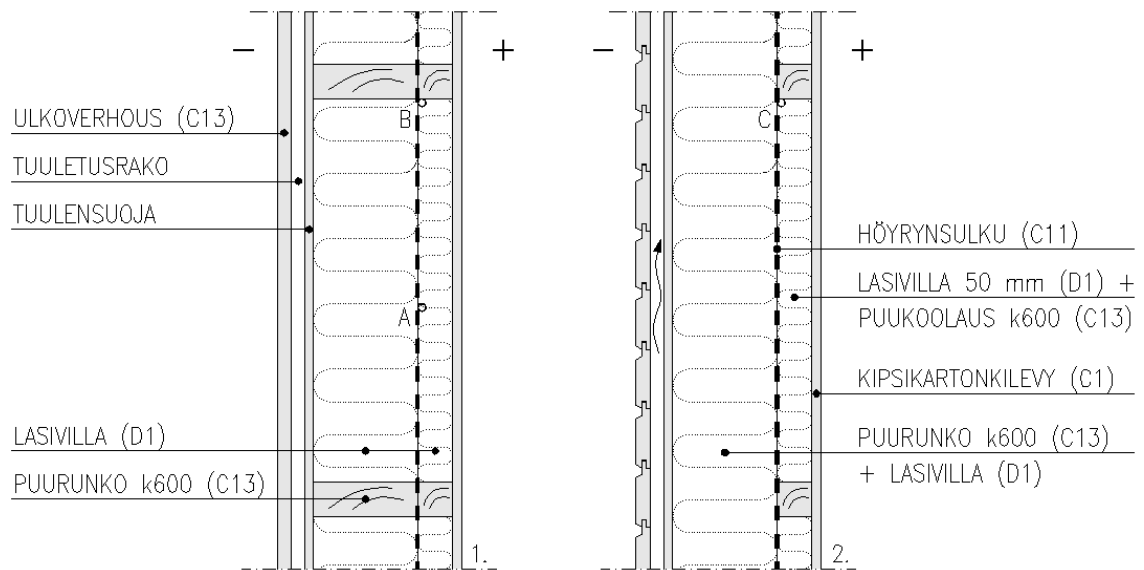 − + − +
ULKOVERHOUS (C13)
TUULETUSRAKO
TUULENSUOJA
B
A
LASIVILLA (D1)
PUURUNKO k600 (C13)
1.
C
HÖYRYNSULKU (C11)
LASIVILLA 50 mm (D1) +
PUUKOOLAUS k600 (C13)
KIPSIKARTONKILEVY (C1)
PUURUNKO k600 (C13)
+ LASIVILLA (D1)
2.